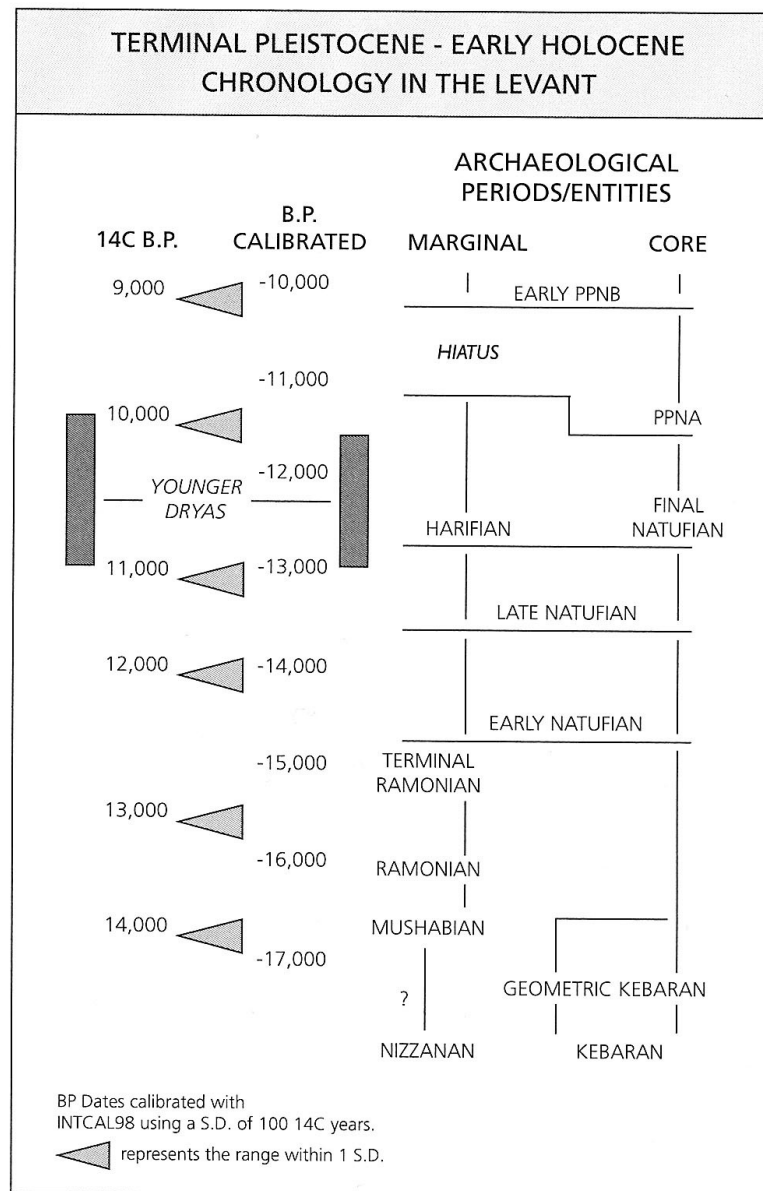 TERMINAL PLEISTOCENE - EARLY HOLOCENE
CHRONOLOGY IN THE LEVANT
ARCHAEOLOGICAL
PERIODS/ENTITIES
14C B.P.
B.P.
CALIBRATED
MARGINAL
CORE
9,000
-10,000
EARLY PPNB
HIATUS
-11,000
10,000
PPNA
-12,000
YOUNGER
DRYAS
HARIFIAN
FINAL
NATUFIAN
11,000
-13,000
LATE NATUFIAN
12,000
-14,000
EARLY NATUFIAN
-15,000
TERMINAL
RAMONIAN
13,000
-16,000
RAMONIAN
14,000
MUSHABIAN
-17,000
GEOMETRIC KEBARAN
?
NIZZANAN
KEBARAN
BP Dates calibrated with
INTCAL98 using a S.D. of 100 14C years.
represents the range within 1 S.D.